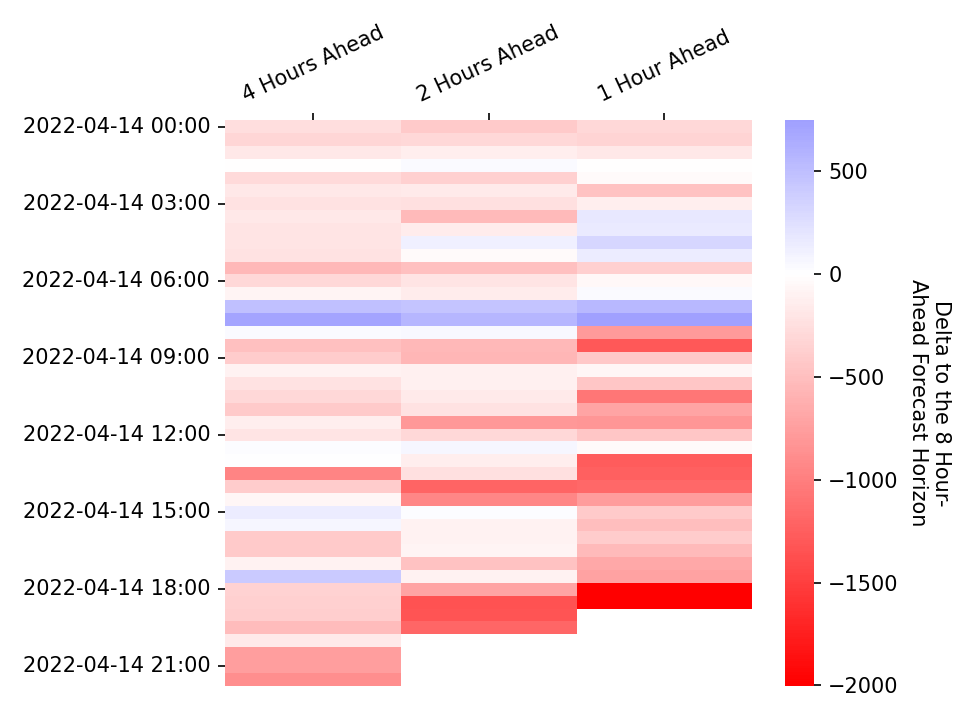 4 Hours Ahead
2 Hours Ahead
1 Hour Ahead
2022-04-14 00:00
2022-04-14 03:00
2022-04-14 06:00
2022-04-14 09:00
2022-04-14 12:00
2022-04-14 15:00
2022-04-14 18:00
2022-04-14 21:00
500
0
−500
−1000
−1500
−2000
Delta to the 8 Hour-
Ahead Forecast Horizon